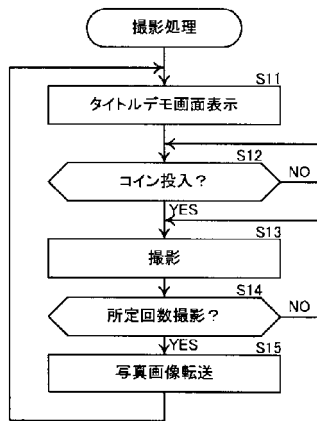 撮影処理
S11
タイトルデモ画面表示
S12
コイン投入?
NO
YES
S13
撮影
S14
所定回数撮影?
NO
YES
S15
写真画像転送